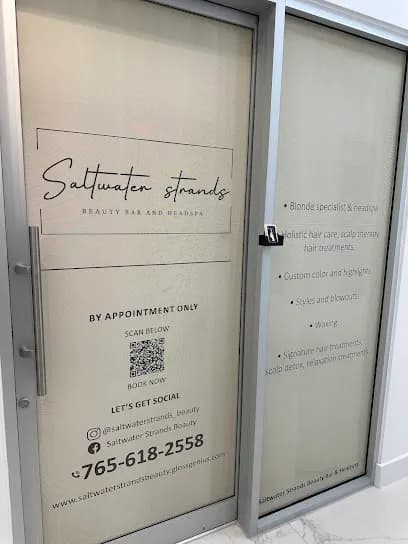 Saltwater strands
BEAUTY BAR AND HEADSPA
BY APPOINTMENT ONLY
SCAN BELOW
BOOK NOW
LET'S GET SOCIAL
@saltwaterstrands_beauty
Saltwater Strands Beauty
765-618-2558
www.saltwaterstrandsbeauty.glossgenius.com
• Blonde specialist & headspa
Holistic hair care, scalp therapy
hair treatments,
• Custom color and highlights
• Styles and blowouts
• Waxing
• Signature hair treatments,
scalp detox, relaxation treatments
Saltwater Strands Beauty Bar & Headspa